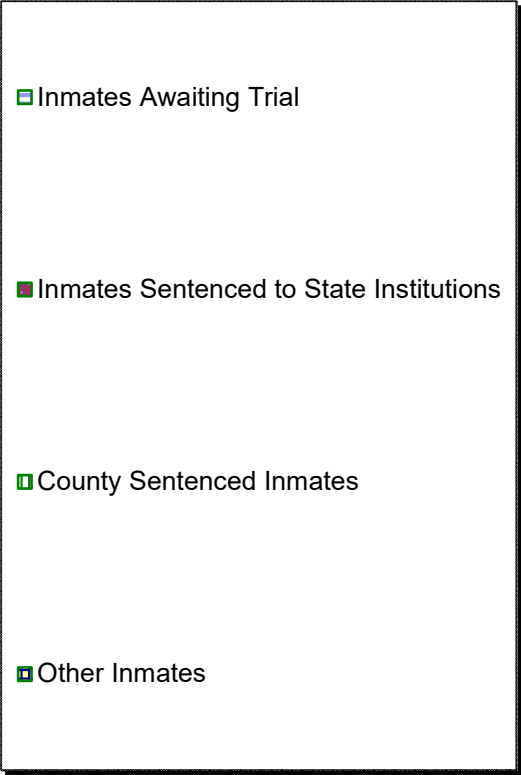 Inmates Awaiting Trial
Inmates Sentenced to State Institutions
County Sentenced Inmates
Other Inmates